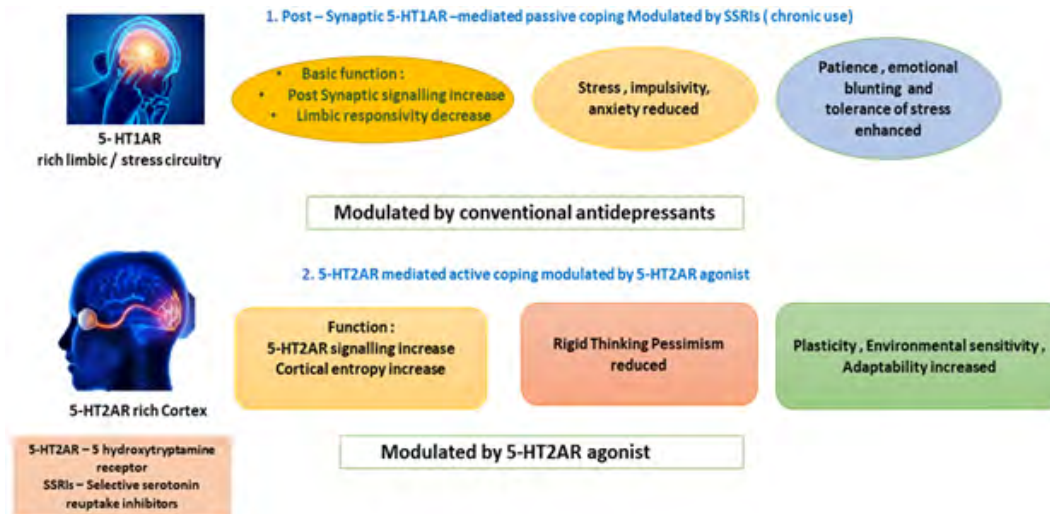 1. Post – Synaptic 5-HT1AR –mediated passive coping Modulated by SSRIs ( chronic use)
• Basic function :
• Post Synaptic signalling increase
• Limbic responsivity decrease
Stress , impulsivity,
anxiety reduced
Patience , emotional
blunting and
tolerance of stress
enhanced
5- HT1AR
rich limbic / stress circuitry
Modulated by conventional antidepressants
2. 5-HT2AR mediated active coping modulated by 5-HT2AR agonist
Function :
5-HT2AR signalling increase
Cortical entropy increase
Rigid Thinking Pessimism
reduced
Plasticity , Environmental sensitivity ,
Adaptability increased
5-HT2AR rich Cortex
Modulated by 5-HT2AR agonist
5-HT2AR – 5 hydroxytryptamine
receptor
SSRIs – Selective serotonin
reuptake inhibitors